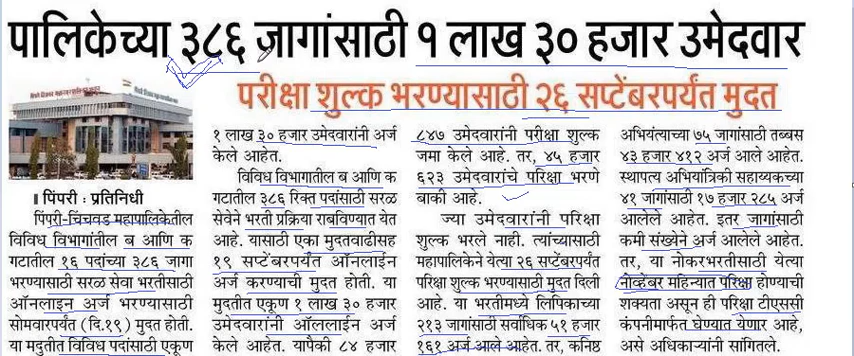 पालिकेच्या ३८६ जागांसाठी १ लाख ३० हजार उमेदवार
परीक्षा शुल्क भरण्यासाठी २६ सप्टेंबरपर्यंत मुदत
पिंपरी : प्रतिनिधी
पिंपरी-चिंचवड महापालिकेतील
विविध विभागांतील ब आणि क
गटातील १६ पदांच्या ३८६ जागा
भरण्यासाठी सरळ सेवा भरतीसाठी
ऑनलाइन अर्ज भरण्यासाठी
सोमवारपर्यंत (दि.१९) मुदत होती.
या मदुतीत विविध पदांसाठी एकूण
१ लाख ३० हजार उमेदवारांनी अर्ज
केले आहेत.
विविध विभागातील ब आणि क
गटातील ३८६ रिक्त पदांसाठी सरळ
सेवेने भरती प्रक्रिया राबविण्यात येत
आहे. यासाठी एका मुदतवाढीसह
१९ सप्टेंबरपर्यंत ऑनलाईन
अर्ज करण्याची मुदत होती. या
मुदतीत एकूण १ लाख ३० हजार
उमेदवारांनी ऑललाईन अर्ज
केले आहेत. यापैकी ८४ हजार
८४७ उमेदवारांनी परीक्षा शुल्क
जमा केले आहे. तर, ४५ हजार
६२३ उमेदवारांचे परिक्षा भरणे
बाकी आहे.
ज्या उमेदवारांनी परिक्षा
शुल्क भरले नाही. त्यांच्यासाठी
महापालिकेने येत्या २६ सप्टेंबरपर्यंत
परिक्षा शुल्क भरण्यासाठी मुदत दिली
आहे. या भरतीमध्ये लिपिकाच्या
२१३ जागांसाठी सर्वाधिक ५१ हजार
१६१ अर्ज आले आहेत. तर, कनिष्ठ
अभियंत्याच्या ७५ जागांसाठी तब्बस
४३ हजार ४१२ अर्ज आले आहेत.
स्थापत्य अभियांत्रिकी सहाय्यकच्या
४१ जागांसाठी १७ हजार २८५ अर्ज
आलेले आहेत. इतर जागांसाठी
कमी संख्येने अर्ज आलेले आहेत.
तर, या नोकरभरतीसाठी येत्या
नोव्हेंबर महिन्यात परिक्षा होण्याची
शक्यता असून ही परिक्षा टीएससी
कंपनीमार्फत घेण्यात येणार आहे,
असे अधिकाऱ्यांनी सांगितले.